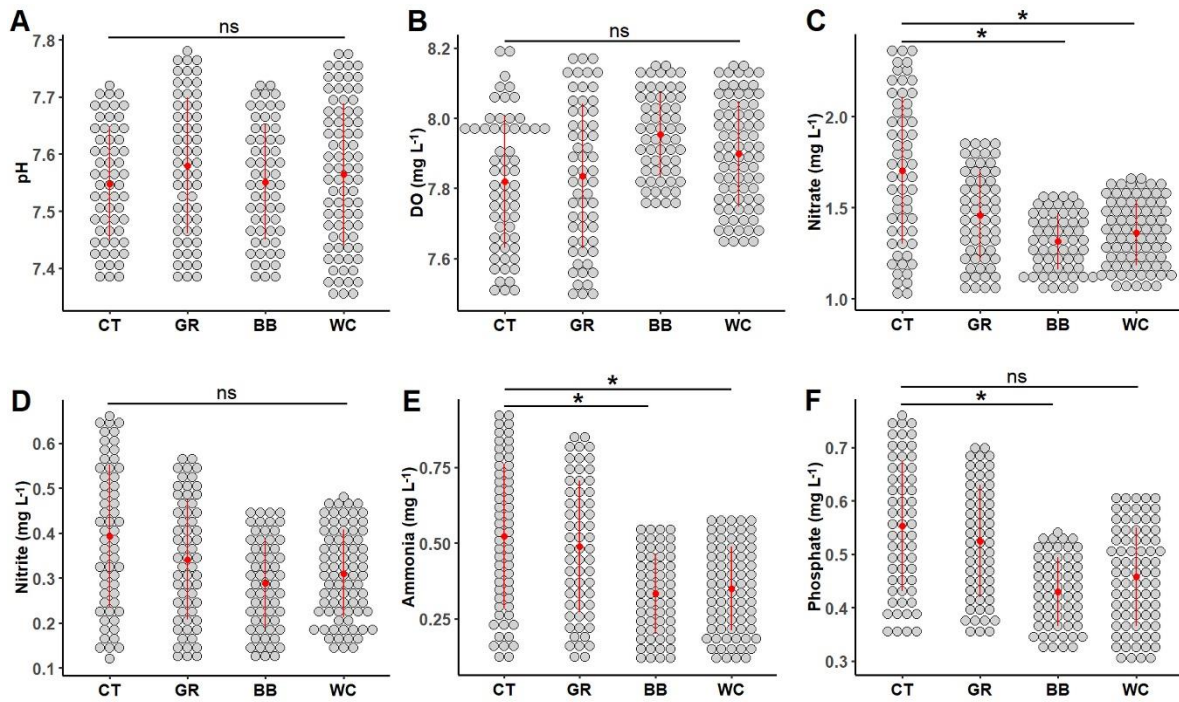 A
ns
7.8
7.7
7.6
7.5
7.4
pH
CT GR BB WC
B
ns
8.2
8.0
7.8
7.6
DO (mg L-1)
CT GR BB WC
C
*
*
2.0
1.5
1.0
Nitrate (mg L-1)
CT GR BB WC
D
ns
0.6
0.5
0.4
0.3
0.2
0.1
Nitrite (mg L-1)
CT GR BB WC
E
*
*
0.75
0.50
0.25
Ammonia (mg L-1)
CT GR BB WC
F
ns
*
0.7
0.6
0.5
0.4
0.3
Phosphate (mg L-1)
CT GR BB WC